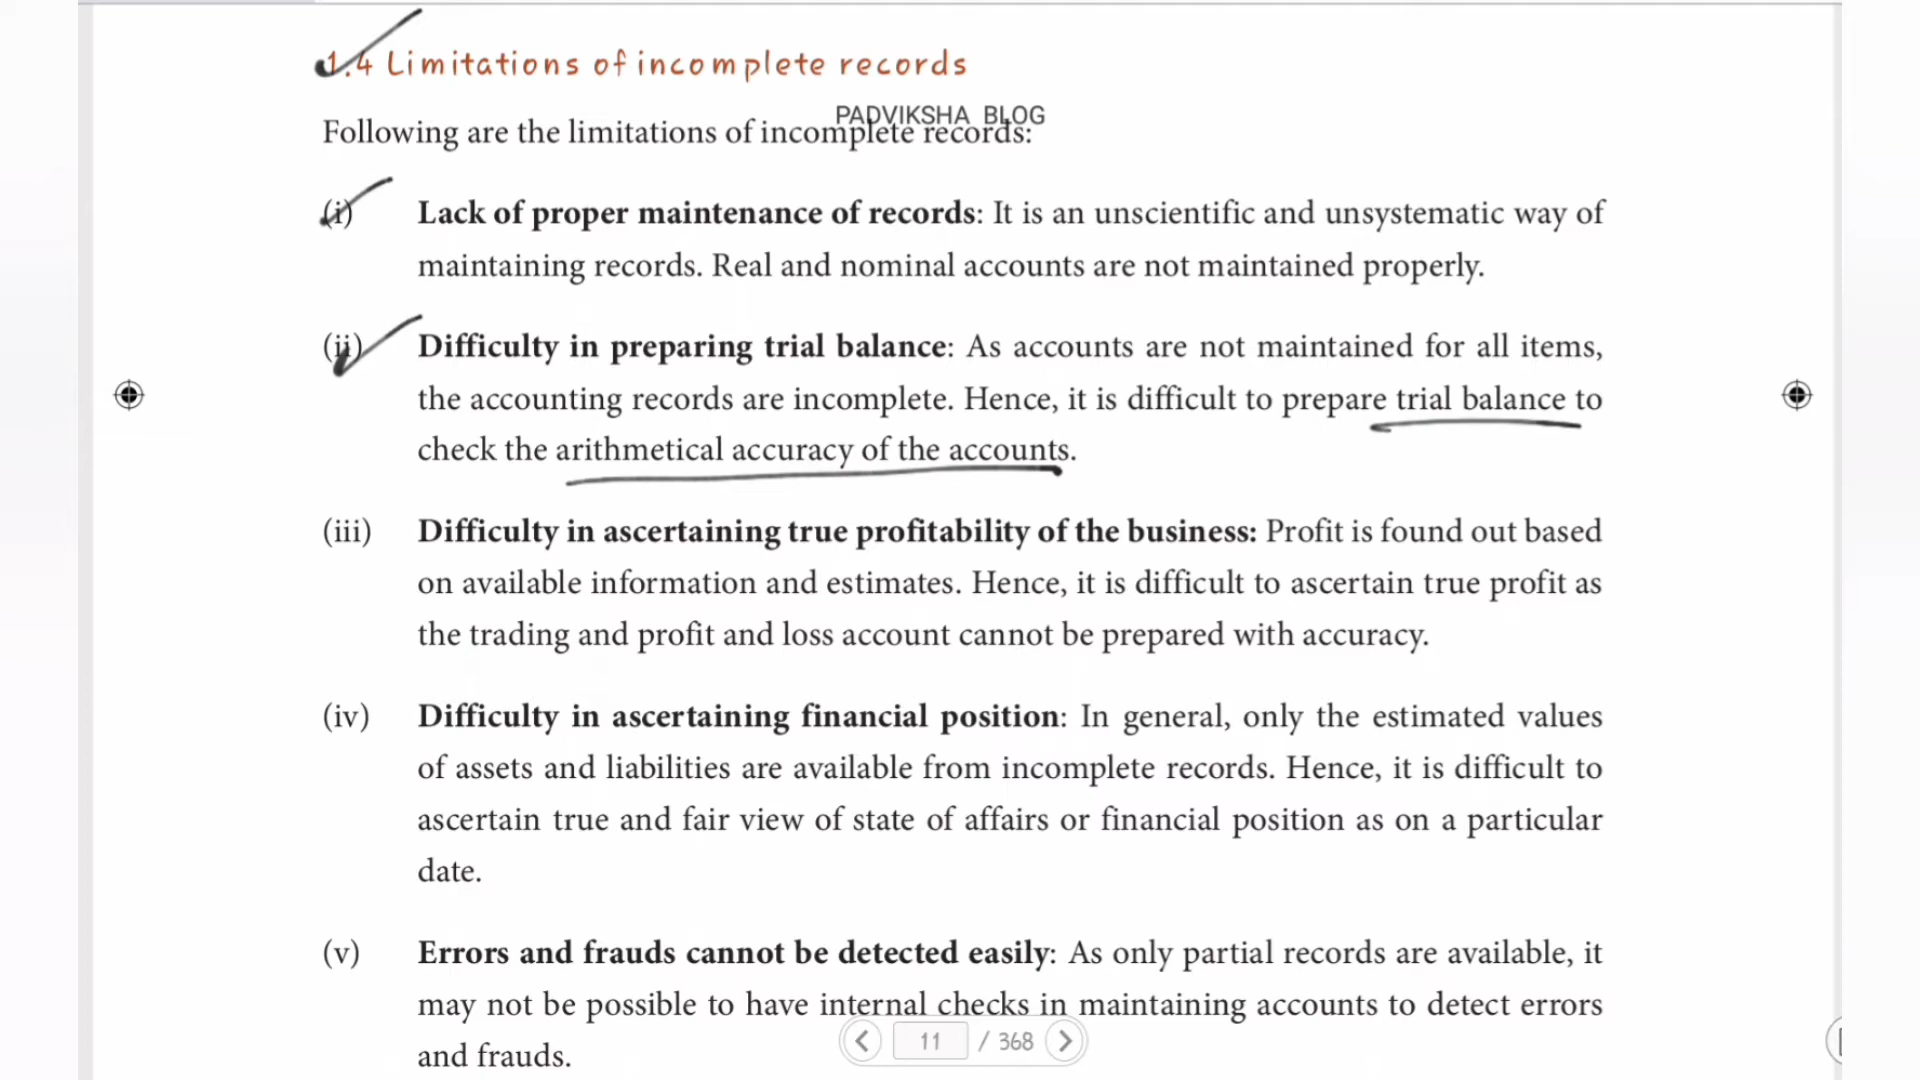 1.4 Limitations of incomplete records
PADVIKSHA BLOG
Following are the limitations of incomplete records:
(i) Lack of proper maintenance of records: It is an unscientific and unsystematic way of
maintaining records. Real and nominal accounts are not maintained properly.
(ii) Difficulty in preparing trial balance: As accounts are not maintained for all items,
the accounting records are incomplete. Hence, it is difficult to prepare trial balance to
check the arithmetical accuracy of the accounts.
(iii) Difficulty in ascertaining true profitability of the business: Profit is found out based
on available information and estimates. Hence, it is difficult to ascertain true profit as
the trading and profit and loss account cannot be prepared with accuracy.
(iv) Difficulty in ascertaining financial position: In general, only the estimated values
of assets and liabilities are available from incomplete records. Hence, it is difficult to
ascertain true and fair view of state of affairs or financial position as on a particular
date.
(v) Errors and frauds cannot be detected easily: As only partial records are available, it
may not be possible to have internal checks in maintaining accounts to detect errors
and frauds.
11 / 368